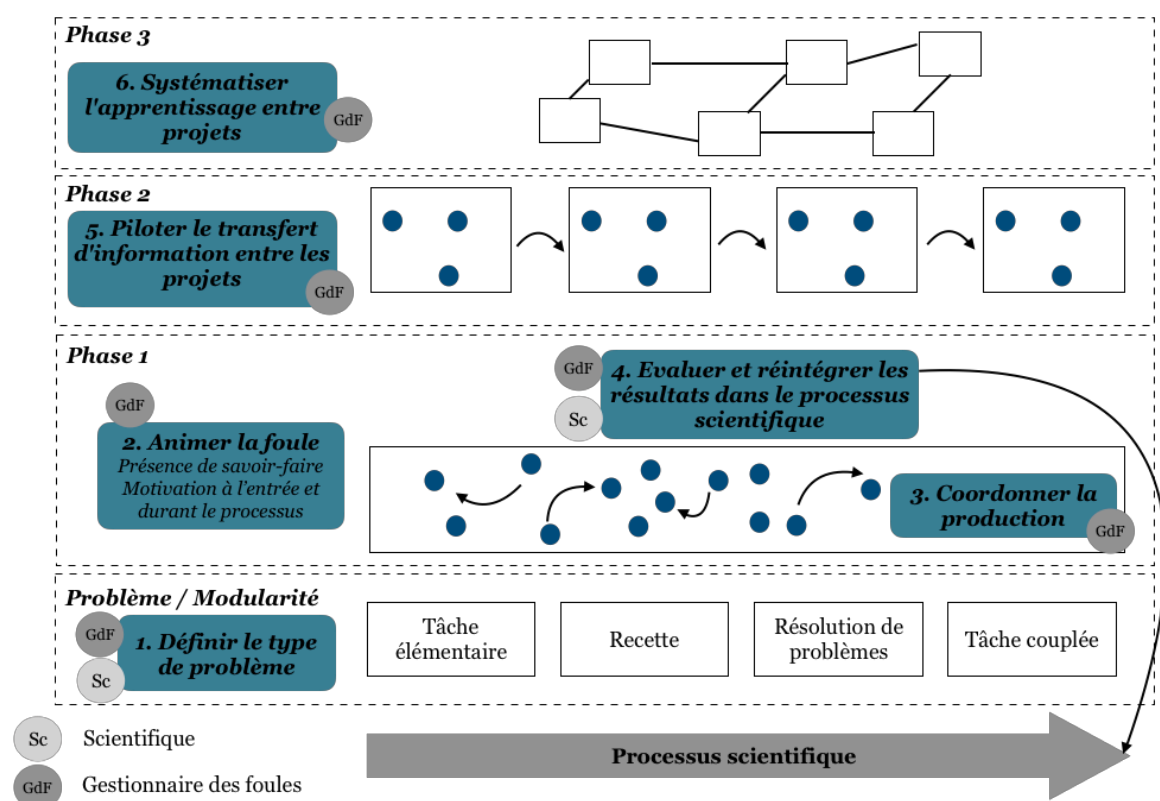 Phase 3
6. Systématiser
l'apprentissage entre
projets
GdF
Phase 2
5. Piloter le transfert
d'information entre les
projets
GdF
Phase 1
GdF
2. Animer la foule
Présence de savoir-faire
Motivation à l'entrée et
durant le processus
GdF
Sc
4. Evaluer et réintégrer les
résultats dans le processus
scientifique
3. Coordonner la
production
GdF
Problème / Modularité
GdF
Sc
1. Définir le type
de problème
Tâche
élémentaire
Recette
Résolution de
problèmes
Tâche couplée
Sc
Scientifique
GdF
Gestionnaire des foules
Processus scientifique